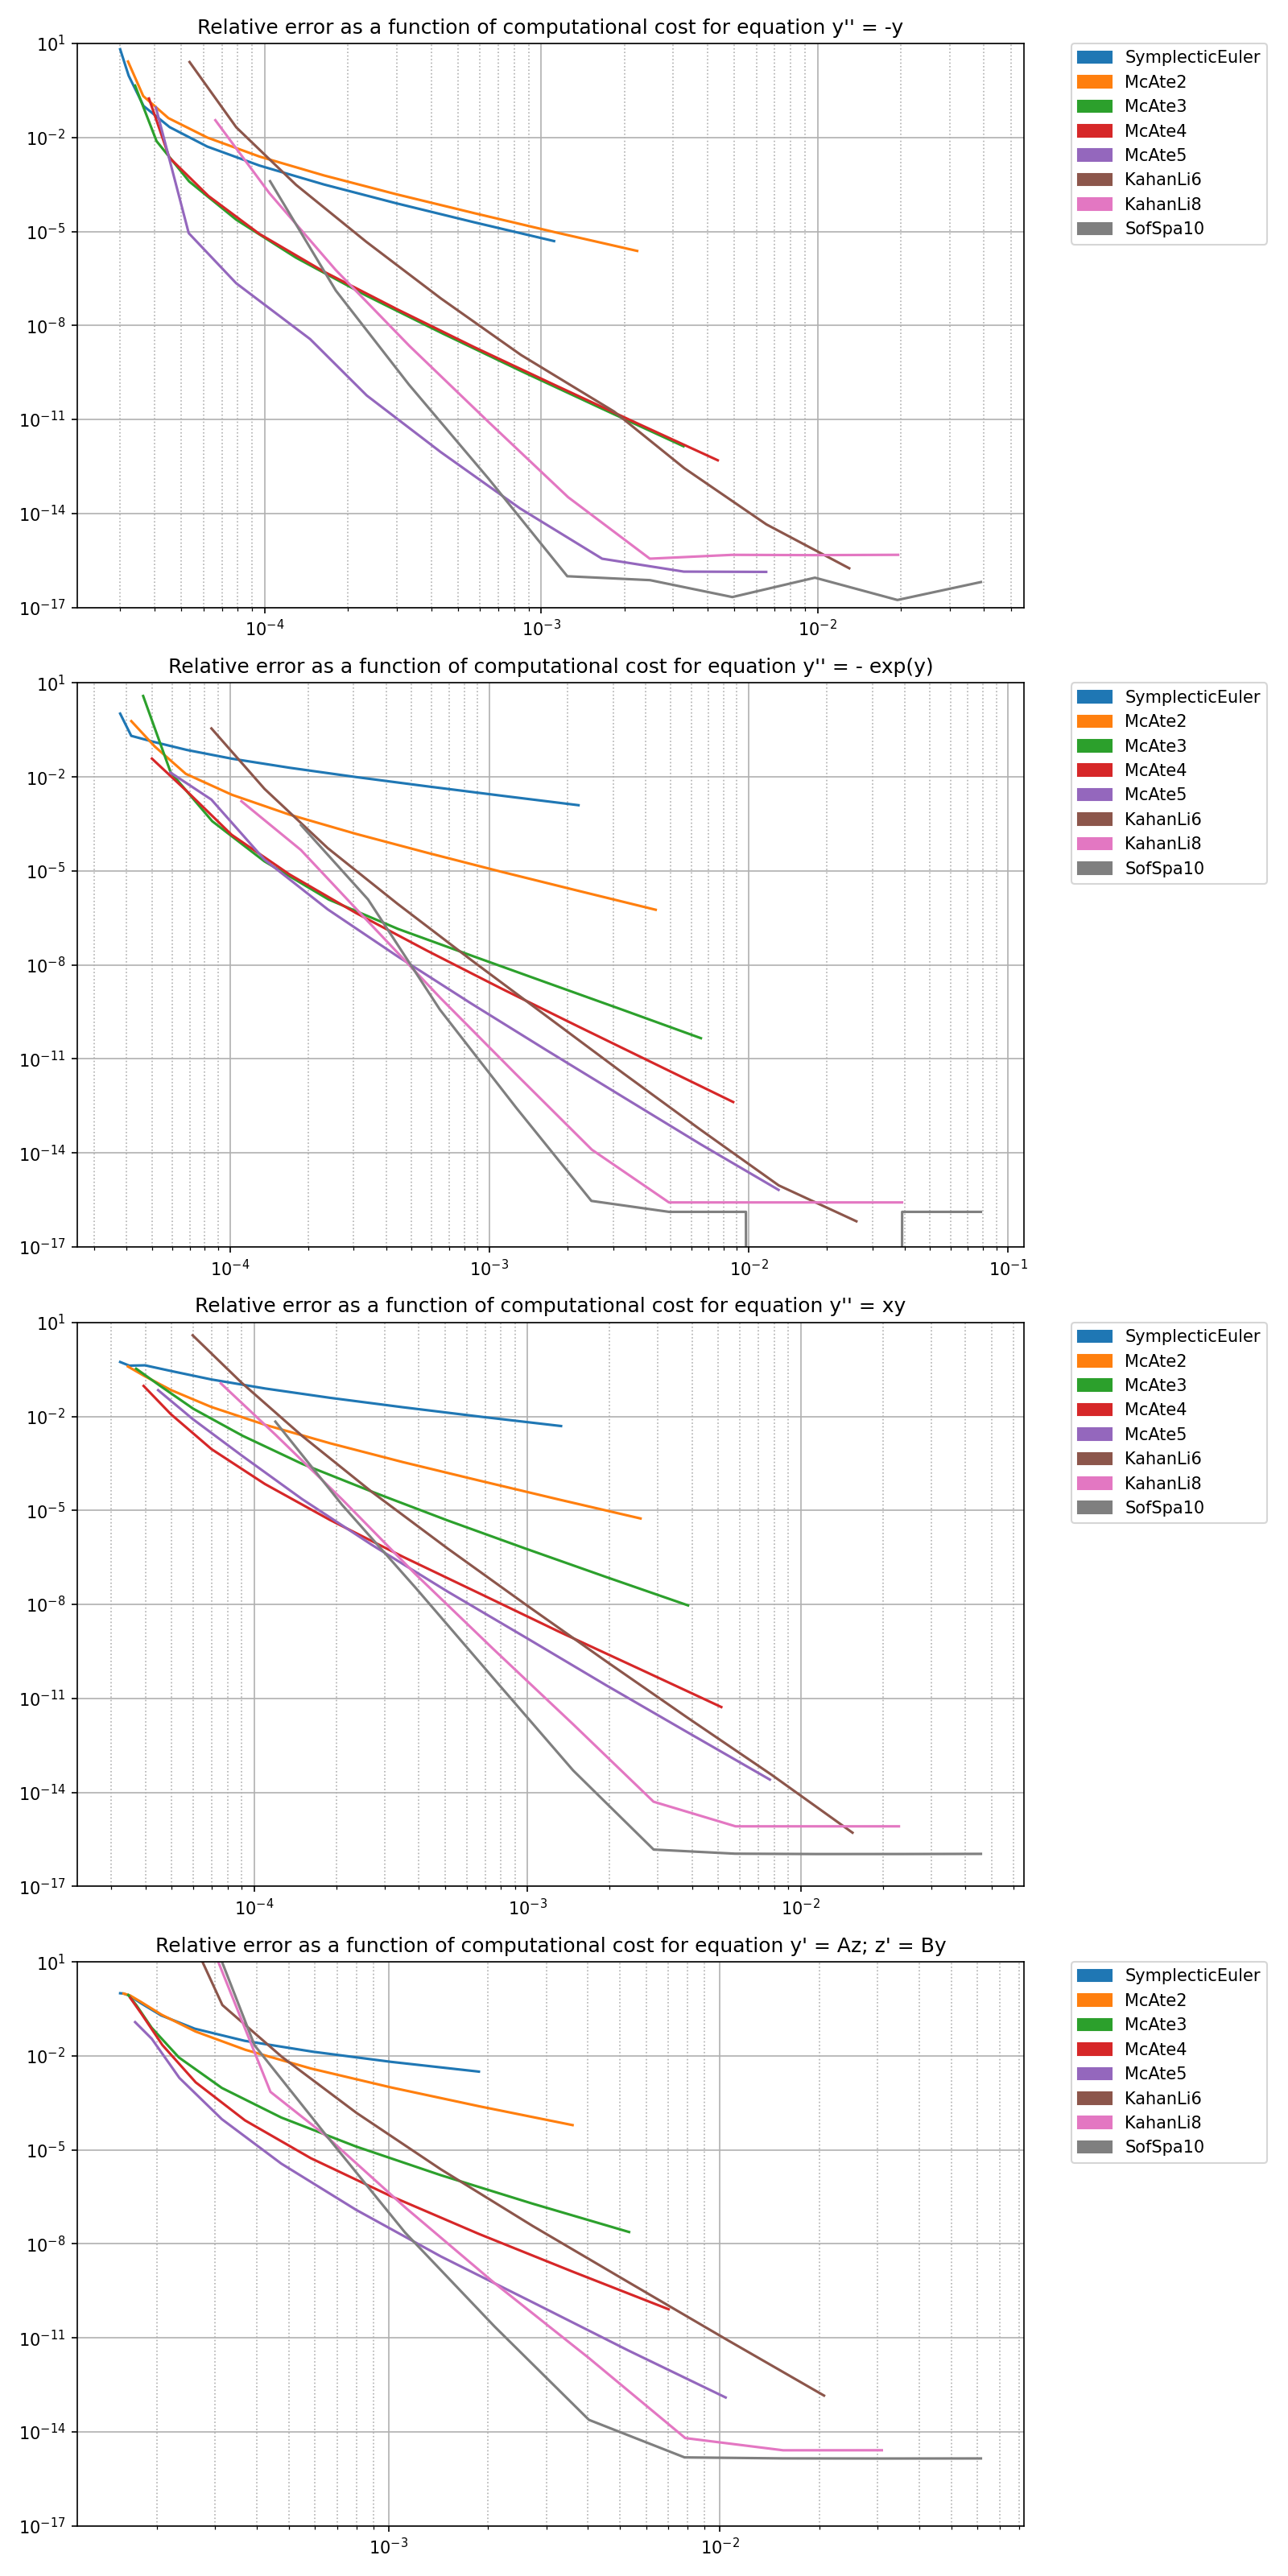 Relative error as a function of computational cost for equation y'' = -y
10^1
10^-2
10^-5
10^-8
10^-11
10^-14
10^-17
10^-4
10^-3
10^-2
SymplecticEuler
McAte2
McAte3
McAte4
McAte5
KahanLi6
KahanLi8
SofSpa10
Relative error as a function of computational cost for equation y'' = - exp(y)
10^1
10^-2
10^-5
10^-8
10^-11
10^-14
10^-17
10^-4
10^-3
10^-2
10^-1
SymplecticEuler
McAte2
McAte3
McAte4
McAte5
KahanLi6
KahanLi8
SofSpa10
Relative error as a function of computational cost for equation y'' = xy
10^1
10^-2
10^-5
10^-8
10^-11
10^-14
10^-17
10^-4
10^-3
10^-2
SymplecticEuler
McAte2
McAte3
McAte4
McAte5
KahanLi6
KahanLi8
SofSpa10
Relative error as a function of computational cost for equation y' = Az; z' = By
10^1
10^-2
10^-5
10^-8
10^-11
10^-14
10^-17
10^-3
10^-2
SymplecticEuler
McAte2
McAte3
McAte4
McAte5
KahanLi6
KahanLi8
SofSpa10